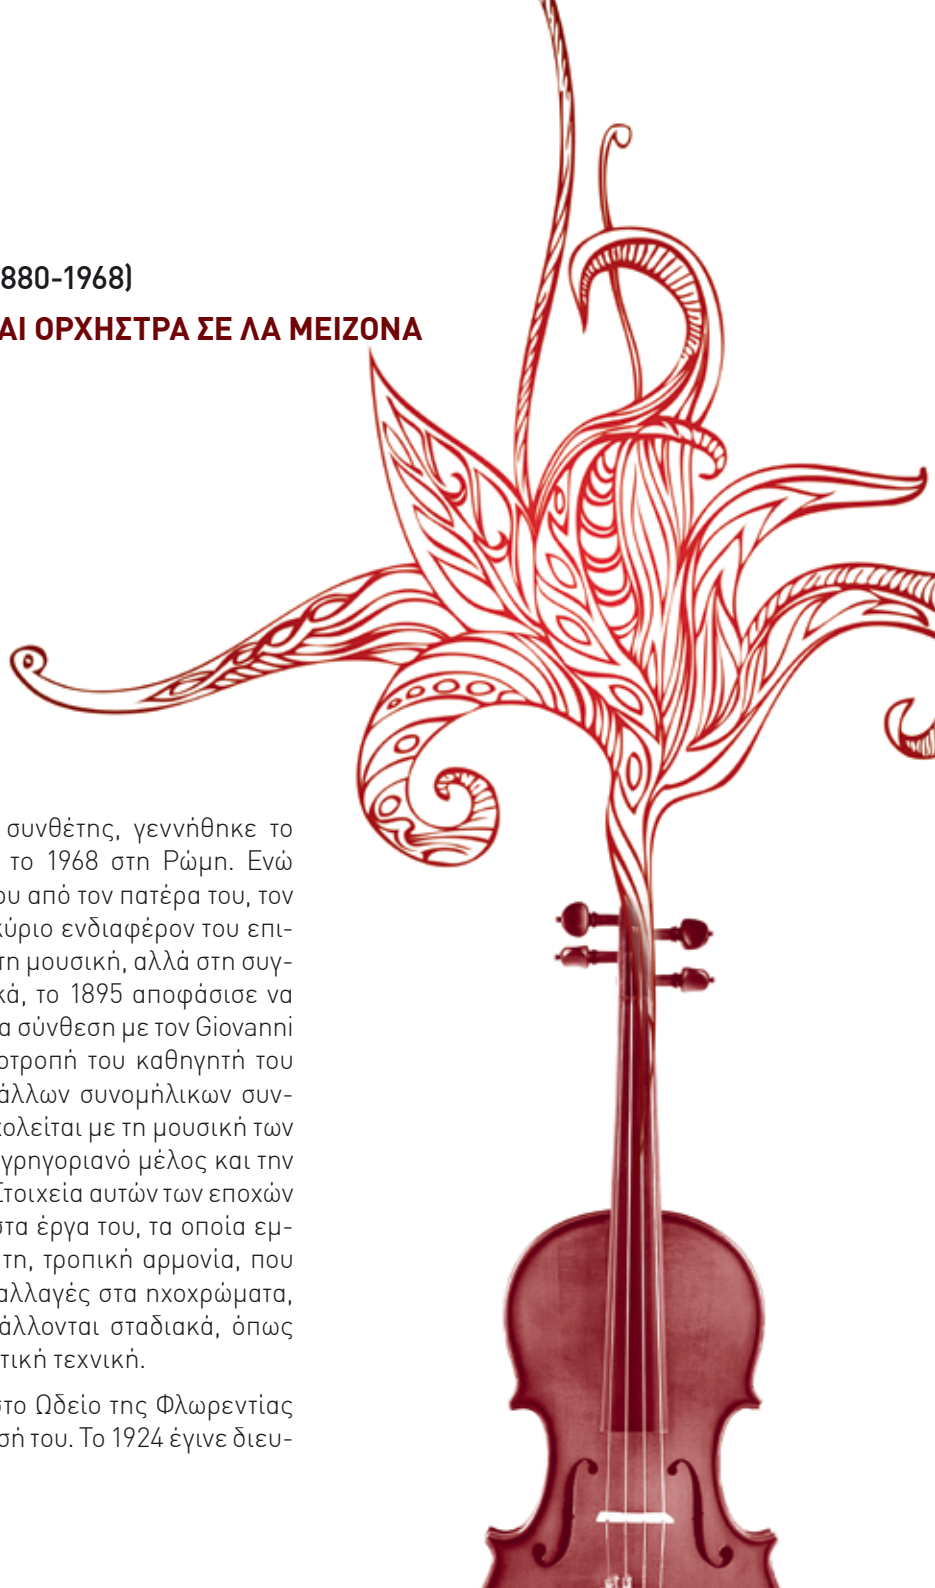 880-1968)
ΑΙ ΟΡΧΗΣΤΡΑ ΣΕ ΛΑ ΜΕΙΖΟΝΑ
συνθέτης, γεννήθηκε το
το 1968 στη Ρώμη. Ενώ
ου από τον πατέρα του, τον
κύριο ενδιαφέρον του επι-
τη μουσική, αλλά στη συγ-
κά, το 1895 αποφάσισε να
α σύνθεση με τον Giovanni
οτροπή του καθηγητή του
άλλων συνομήλικων συν-
χολείται με τη μουσική των
γρηγοριανό μέλος και την
Στοιχεία αυτών των εποχών
στα έργα του, τα οποία εμ-
τη, τροπική αρμονία, που
αλλαγές στα ηχοχρώματα,
άλλονται σταδιακά, όπως
τική τεχνική.
στο Ωδείο της Φλωρεντίας
σή του. Το 1924 έγινε διευ-